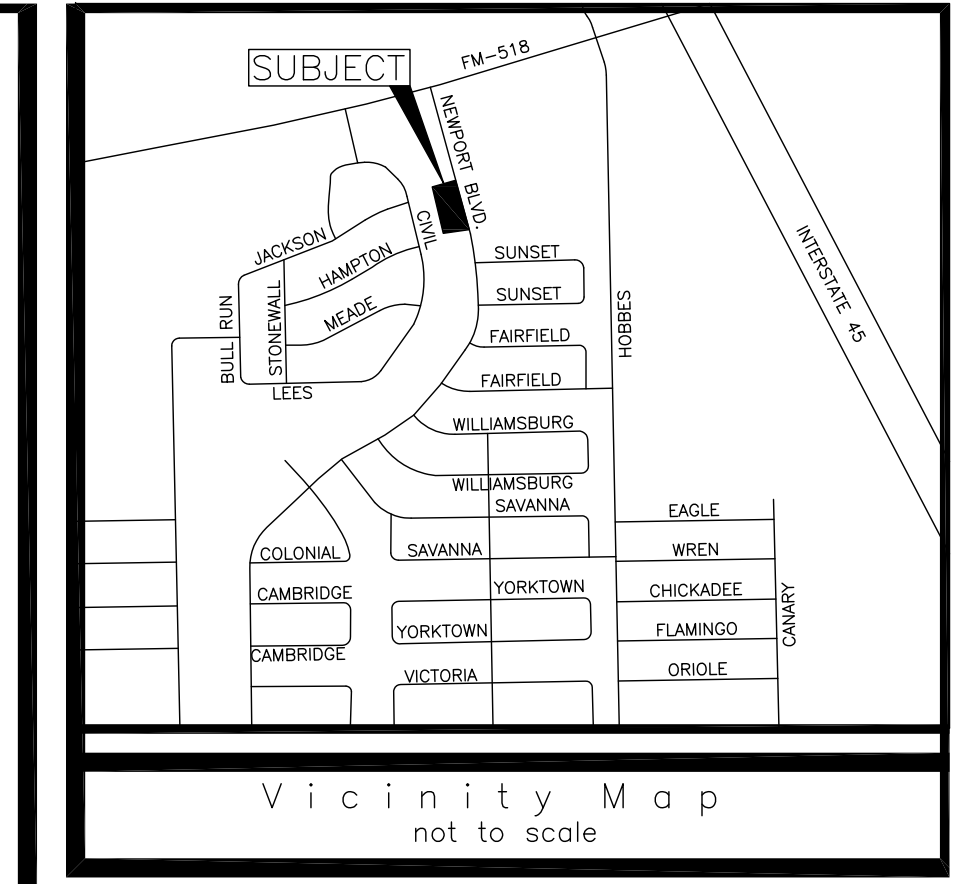 SUBJECT
FM-518
NEWPORT BLVD.
CIVIL
JACKSON
HAMPTON
MEADE
STONEWALL
BULL RUN
LEES
SUNSET
SUNSET
FAIRFIELD
FAIRFIELD
HOBBES
INTERSTATE 45
WILLIAMSBURG
WILLIAMSBURG
SAVANNA
SAVANNA
COLONIAL
CAMBRIDGE
CAMBRIDGE
YORKTOWN
YORKTOWN
VICTORIA
EAGLE
WREN
CHICKADEE
FLAMINGO
ORIOLE
CANARY
Vicinity Map
not to scale